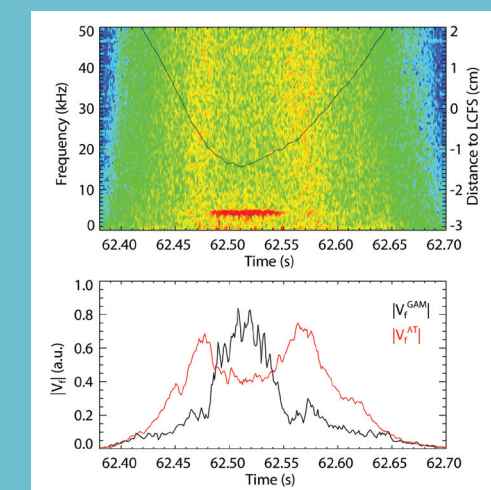 50
40
30
20
10
0
Frequency (kHz)
2
1
0
-1
-2
-3
Distance to LCFS (cm)
62.40 62.45 62.50 62.55 62.60 62.65 62.70
Time (s)
1.0
0.8
0.6
0.4
0.2
0.0
|Vf| (a.u.)
|Vf^GAM|
|Vf^AT|
62.40 62.45 62.50 62.55 62.60 62.65 62.70
Time (s)